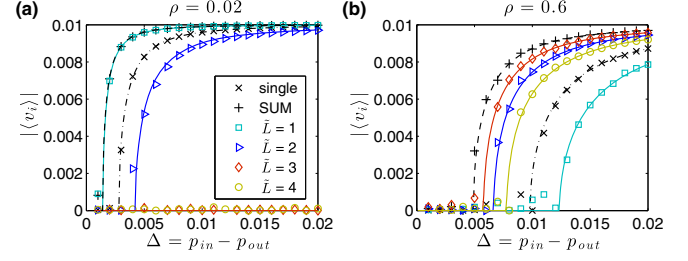 (a) ρ = 0.02
0.01
0.008
0.006
0.004
0.002
0
|⟨v_i⟩|
single
SUM
L̃ = 1
L̃ = 2
L̃ = 3
L̃ = 4
0 0.005 0.01 0.015 0.02
Δ = p_in − p_out
(b) ρ = 0.6
0.01
0.008
0.006
0.004
0.002
0
|⟨v_i⟩|
0 0.005 0.01 0.015 0.02
Δ = p_in − p_out